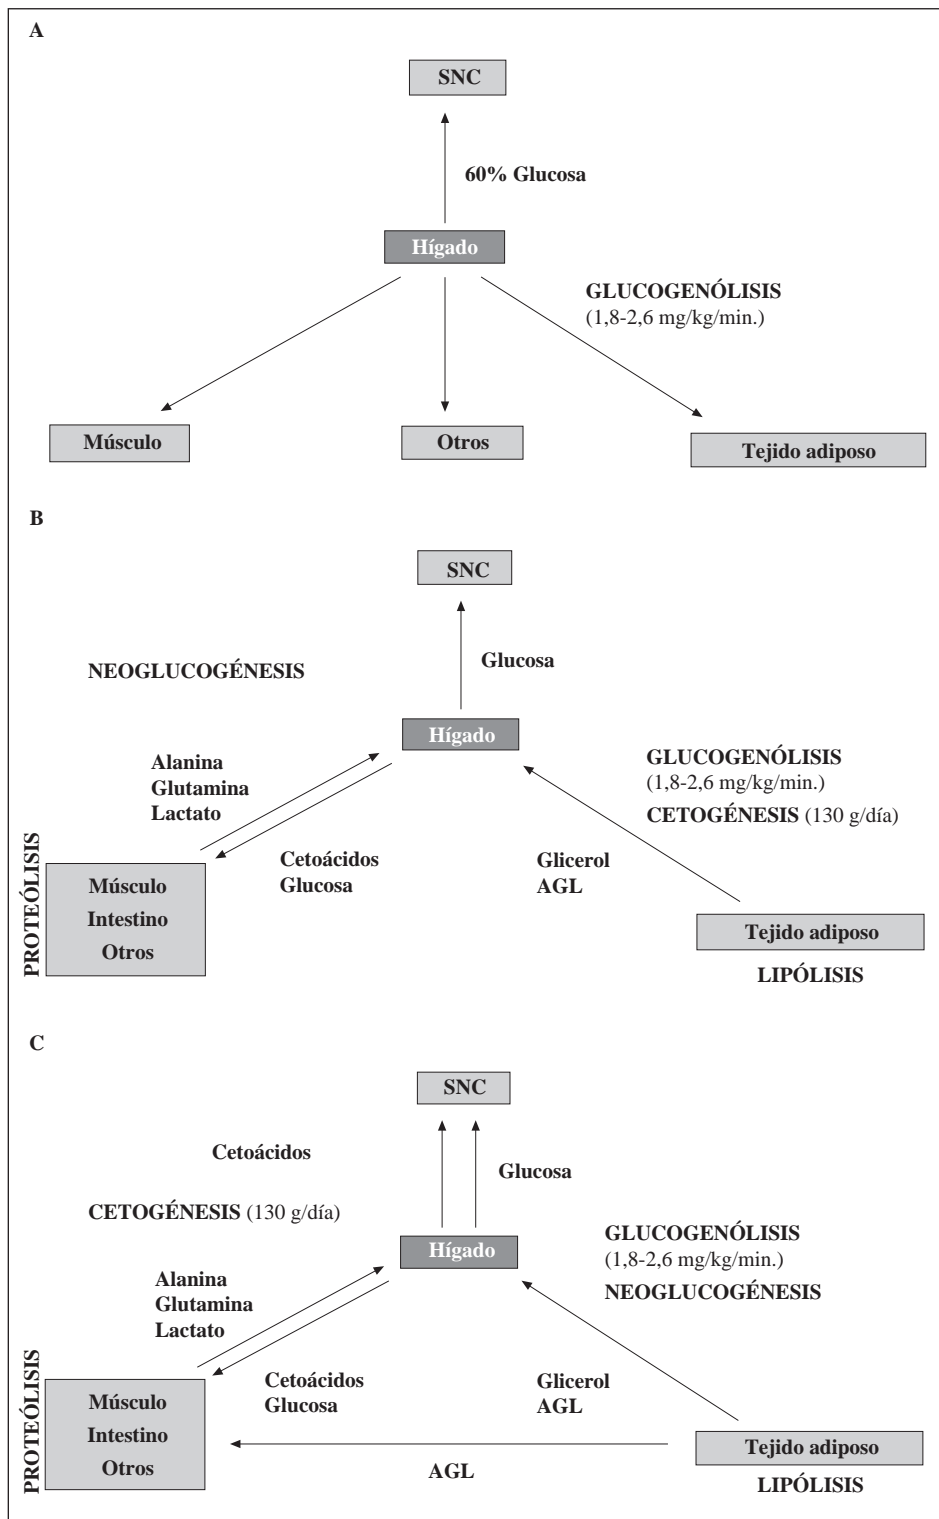 A
SNC
60% Glucosa
Hígado
GLUCOGENÓLISIS
(1,8-2,6 mg/kg/min.)
Músculo
Otros
Tejido adiposo
B
SNC
Glucosa
NEOGLUCOGÉNESIS
Hígado
Alanina
Glutamina
Lactato
GLUCOGENÓLISIS
(1,8-2,6 mg/kg/min.)
CETOGÉNESIS (130 g/día)
Cetoácidos
Glucosa
Glicerol
AGL
PROTEÓLISIS
Músculo
Intestino
Otros
Tejido adiposo
LIPÓLISIS
C
SNC
Cetoácidos
Glucosa
CETOGÉNESIS (130 g/día)
Hígado
GLUCOGENÓLISIS
(1,8-2,6 mg/kg/min.)
NEOGLUCOGÉNESIS
Alanina
Glutamina
Lactato
Cetoácidos
Glucosa
Glicerol
AGL
PROTEÓLISIS
Músculo
Intestino
Otros
Tejido adiposo
AGL
LIPÓLISIS